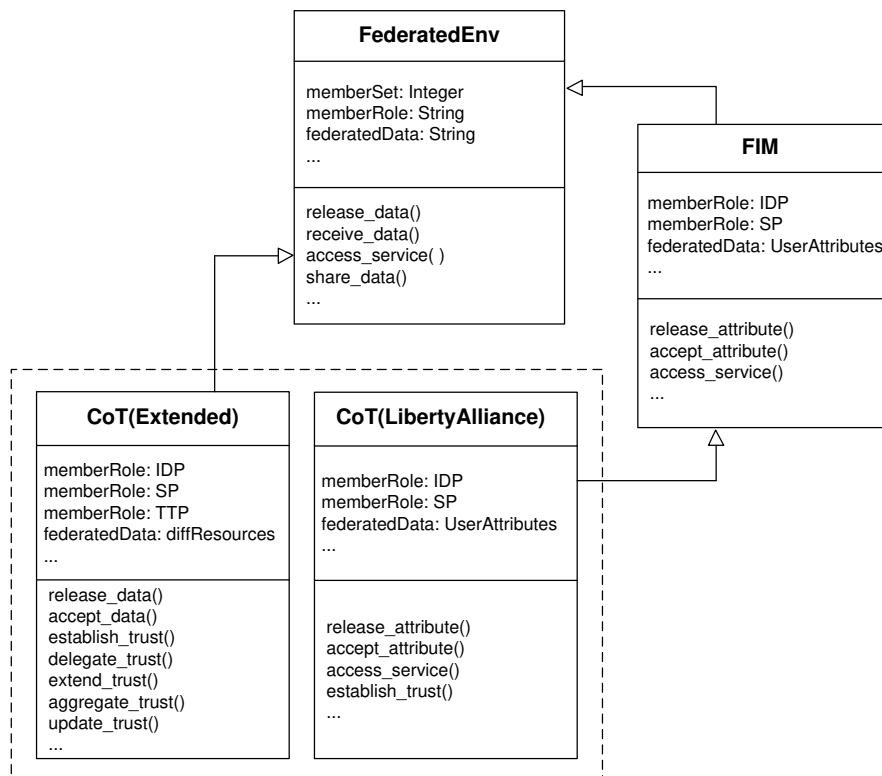 FederatedEnv
memberSet: Integer
memberRole: String
federatedData: String
...
release_data()
receive_data()
access_service( )
share_data()
...
FIM
memberRole: IDP
memberRole: SP
federatedData: UserAttributes
...
release_attribute()
accept_attribute()
access_service()
...
CoT(Extended)
memberRole: IDP
memberRole: SP
memberRole: TTP
federatedData: diffResources
...
release_data()
accept_data()
establish_trust()
delegate_trust()
extend_trust()
aggregate_trust()
update_trust()
...
CoT(LibertyAlliance)
memberRole: IDP
memberRole: SP
federatedData: UserAttributes
...
release_attribute()
accept_attribute()
access_service()
establish_trust()
...